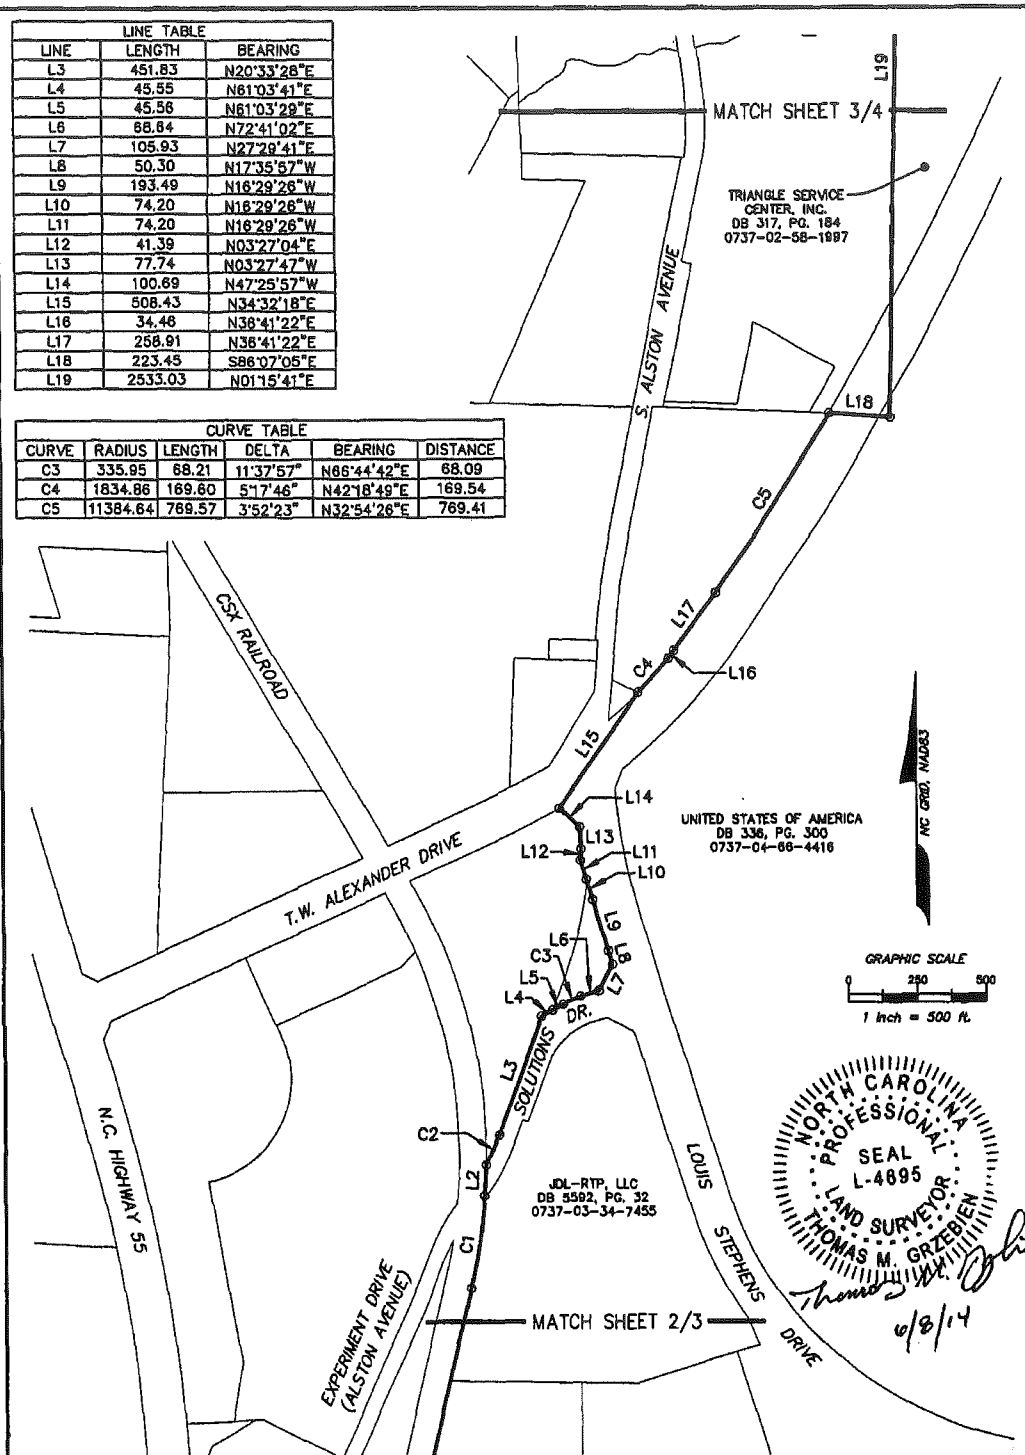 LINE TABLE
LINE LENGTH BEARING
L3 451.83 N20°33'28"E
L4 45.55 N61°03'41"E
L5 45.56 N61°03'29"E
L6 68.64 N72°41'02"E
L7 105.93 N27°29'41"E
L8 50.30 N17°35'57"W
L9 193.49 N16°29'26"W
L10 74.20 N16°29'26"W
L11 74.20 N16°29'26"W
L12 41.39 N03°27'04"E
L13 77.74 N03°27'47"W
L14 100.69 N47°25'57"W
L15 508.43 N34°32'18"E
L16 34.46 N36°41'22"E
L17 256.91 N36°41'22"E
L18 223.45 S86°07'05"E
L19 2533.03 N01°15'41"E
CURVE TABLE
CURVE RADIUS LENGTH DELTA BEARING DISTANCE
C3 335.95 68.21 11°37'57" N66°44'42"E 68.09
C4 1834.86 169.60 5°17'46" N42°18'49"E 169.54
C5 11384.64 769.57 3°52'23" N32°54'26"E 769.41
L19
MATCH SHEET 3/4
TRIANGLE SERVICE
CENTER, INC.
DB 317, PG. 184
0737-02-58-1997
S. ALSTON AVENUE
L18
C5
CSX RAILROAD
L17
C4
L16
L15
NC GRID, NAD83
L14
UNITED STATES OF AMERICA
DB 336, PG. 300
0737-04-66-4416
L13
L12
L11
L10
T.W. ALEXANDER DRIVE
L9
L6
L8
C3
L5
L7
L4
SOLUTIONS DR.
GRAPHIC SCALE
0 250 500
1 inch = 500 ft.
L3
C2
L2
C1
N.C. HIGHWAY 55
JDL-RTP, LLC
DB 5592, PG. 32
0737-03-34-7455
LOUIS STEPHENS DRIVE
NORTH CAROLINA
PROFESSIONAL
SEAL
L-4695
LAND SURVEYOR
THOMAS M. GRZEBIEN
6/8/14
EXPERIMENT DRIVE
(ALSTON AVENUE)
MATCH SHEET 2/3